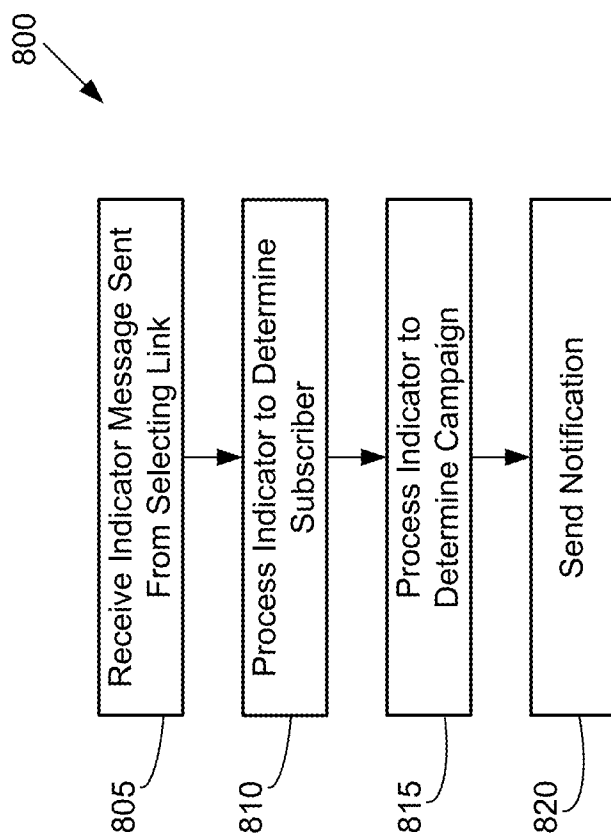 800
805
Receive Indicator Message Sent
From Selecting Link
810
Process Indicator to Determine
Subscriber
815
Process Indicator to
Determine Campaign
820
Send Notification